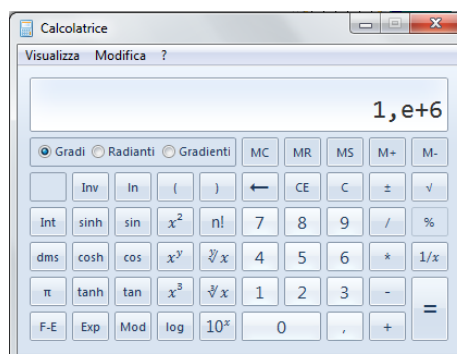 Calcolatrice
Visualizza Modifica ?
1,e+6
Gradi Radianti Gradienti MC MR MS M+ M-
Inv ln ( ) ← CE C ± √
Int sinh sin x² n! 7 8 9 / %
dms cosh cos xʸ ʸ√x 4 5 6 * 1/x
π tanh tan x³ ³√x 1 2 3 - =
F-E Exp Mod log 10ˣ 0 , +